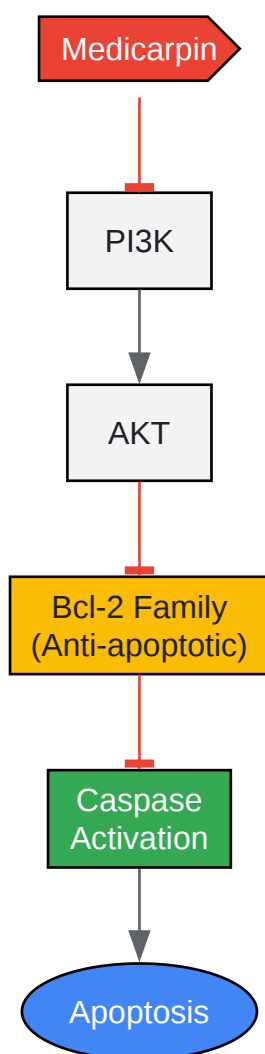 Medicarpin
PI3K
AKT
Bcl-2 Family
(Anti-apoptotic)
Caspase
Activation
Apoptosis